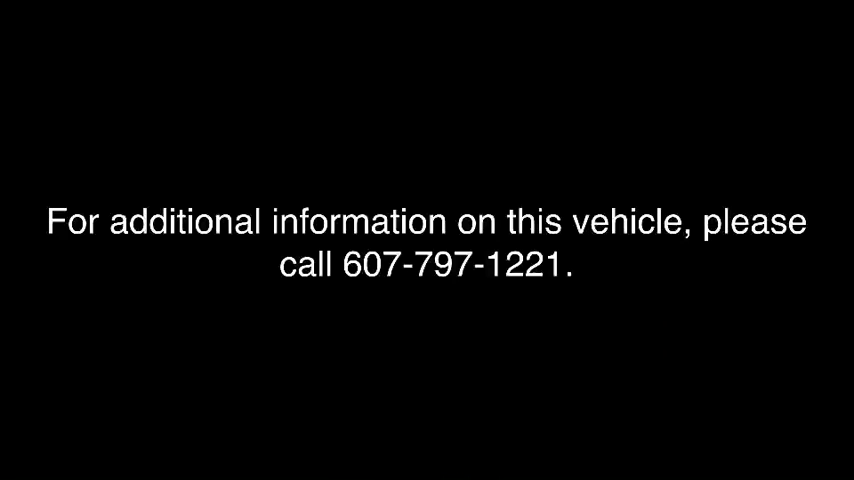 For additional information on this vehicle, please
call 607-797-1221.